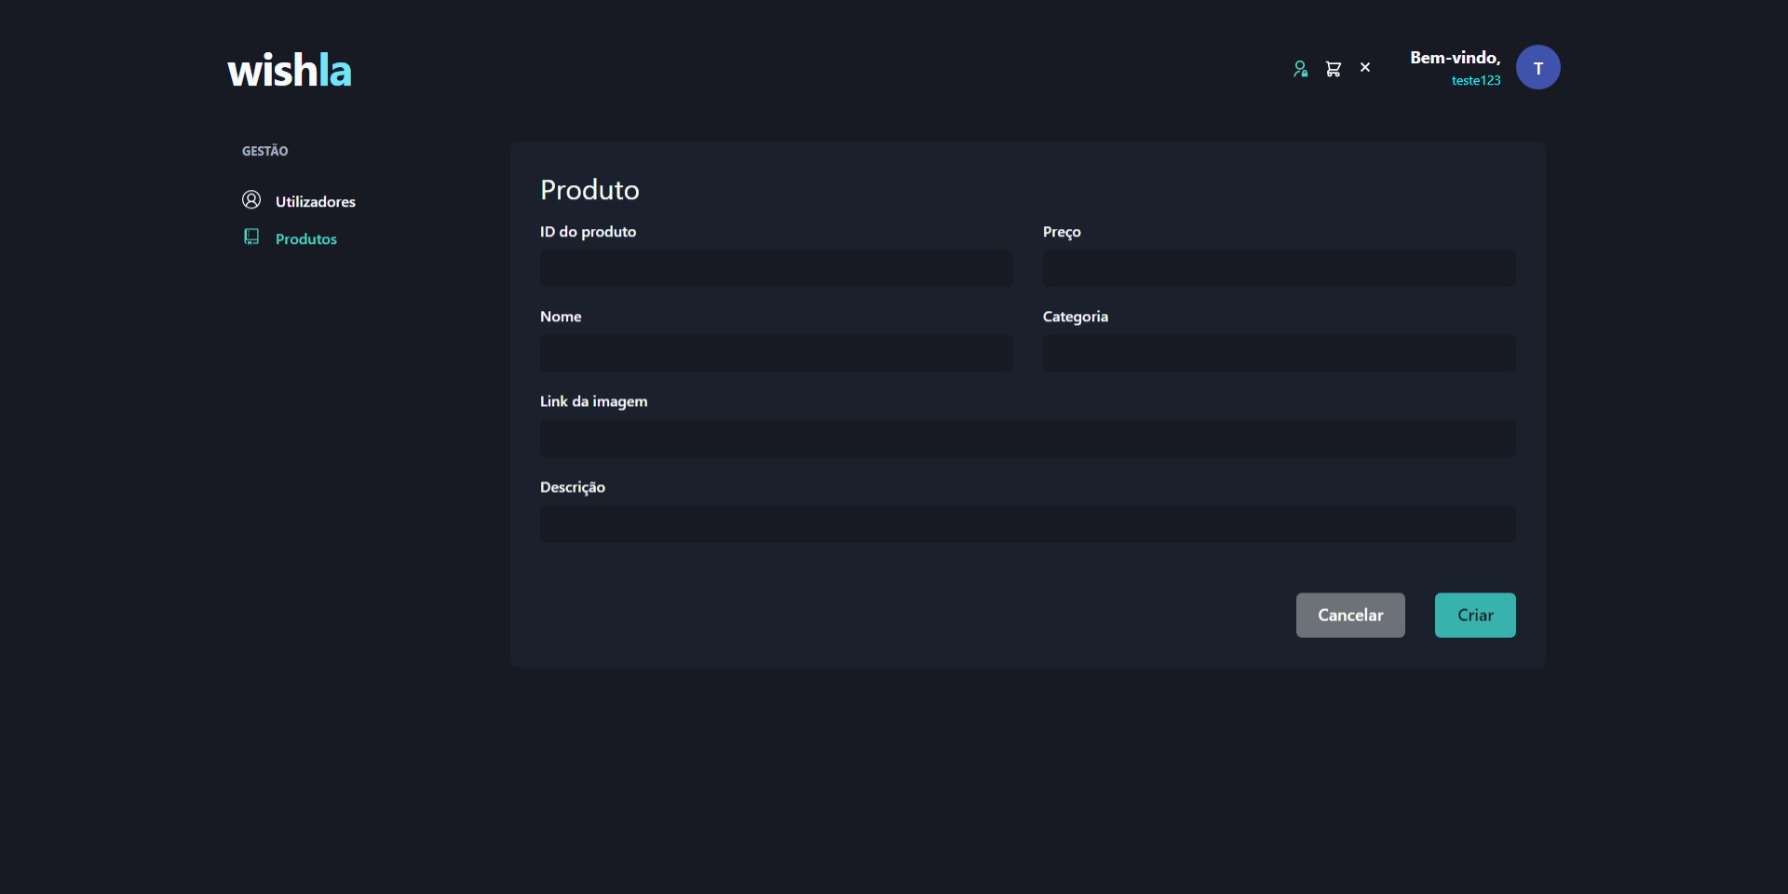 wishla
Bem-vindo,
teste123
T
GESTÃO
Utilizadores
Produtos
Produto
ID do produto
Preço
Nome
Categoria
Link da imagem
Descrição
Cancelar
Criar